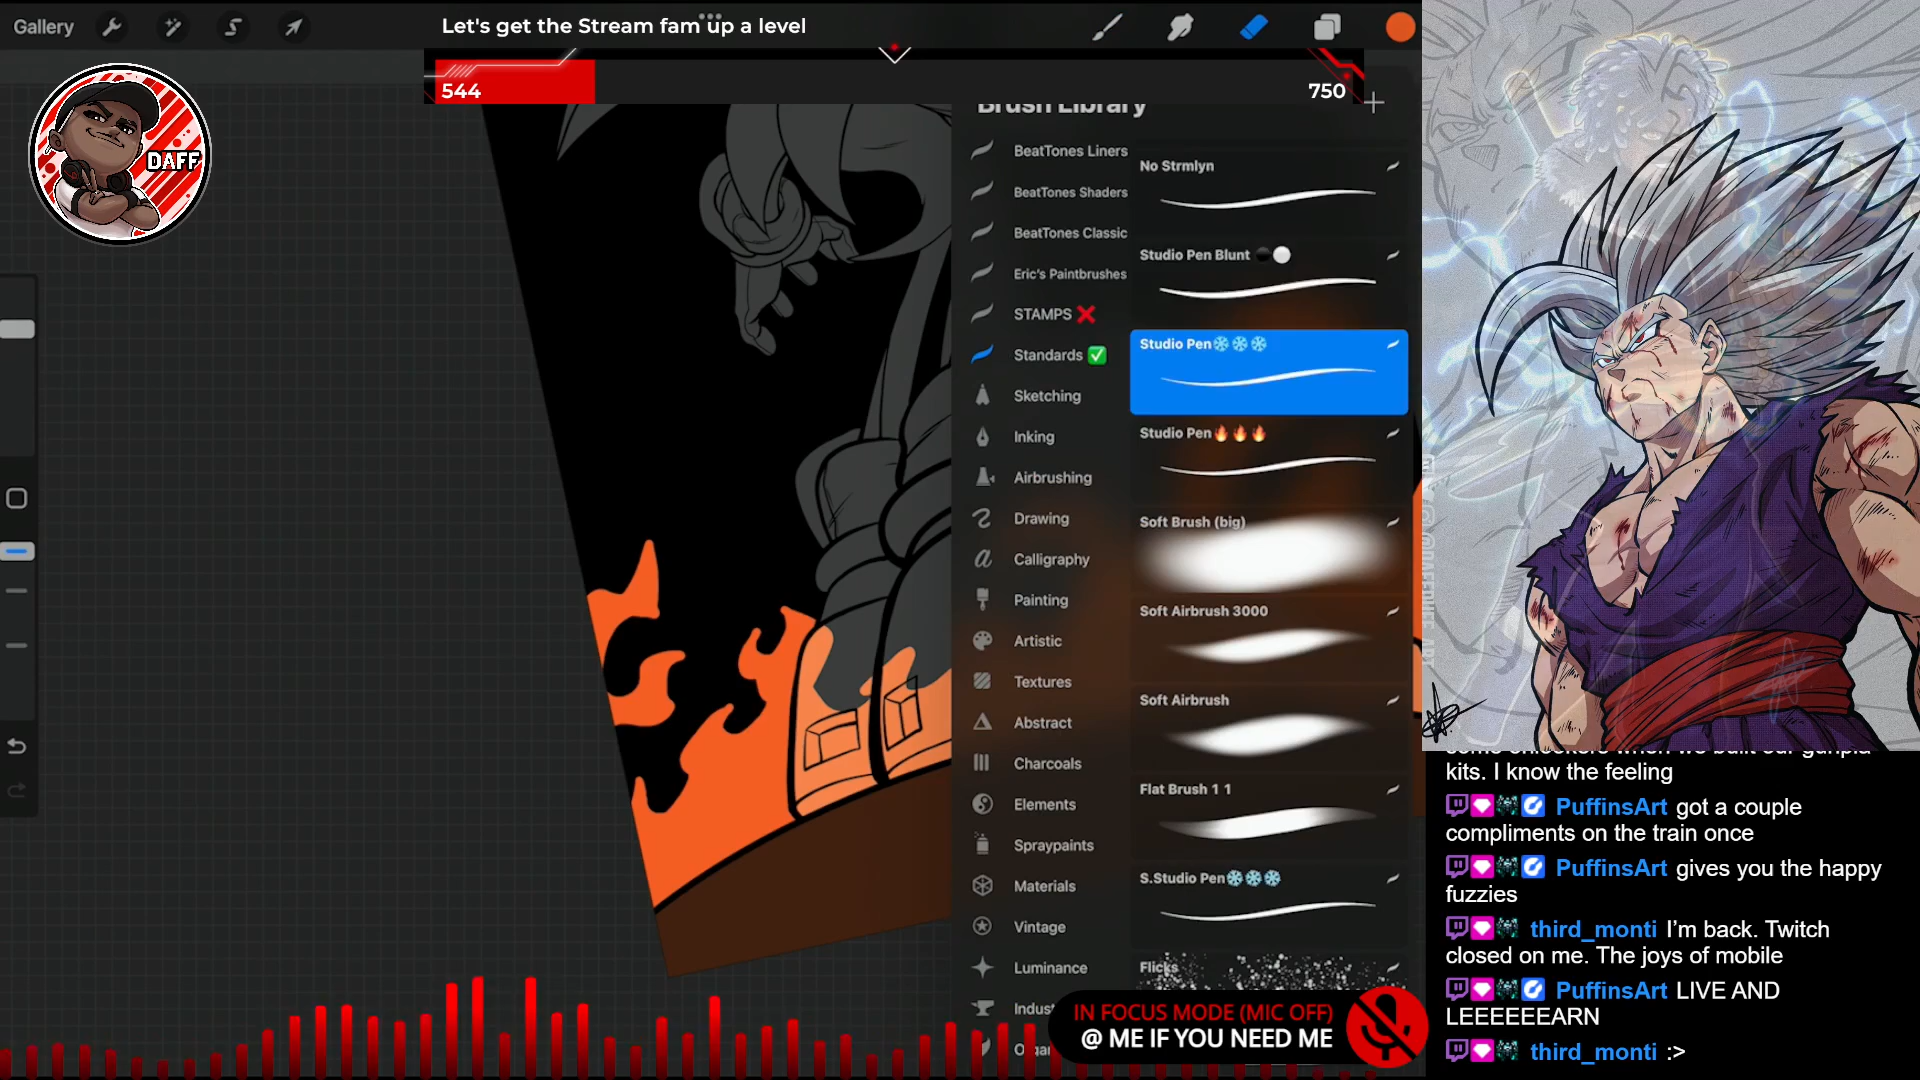 Gallery
Let's get the Stream fam up a level
544
750
DAFF
Brush Library
BeatTones Liners
BeatTones Shaders
BeatTones Classic
Eric's Paintbrushes
STAMPS ❌
Standards ✅
Sketching
Inking
Airbrushing
Drawing
Calligraphy
Painting
Artistic
Textures
Abstract
Charcoals
Elements
Spraypaints
Materials
Vintage
Luminance
No Strmlyn
Studio Pen Blunt
Studio Pen❄️❄️❄️
Studio Pen🔥🔥🔥
Soft Brush (big)
Soft Airbrush 3000
Soft Airbrush
Flat Brush 1 1
S.Studio Pen❄️❄️❄️
Flicks
IN FOCUS MODE (MIC OFF)
@ ME IF YOU NEED ME
kits. I know the feeling
PuffinsArt got a couple
compliments on the train once
PuffinsArt gives you the happy
fuzzies
third_monti I'm back. Twitch
closed on me. The joys of mobile
PuffinsArt LIVE AND
LEEEEEEARN
third_monti :>